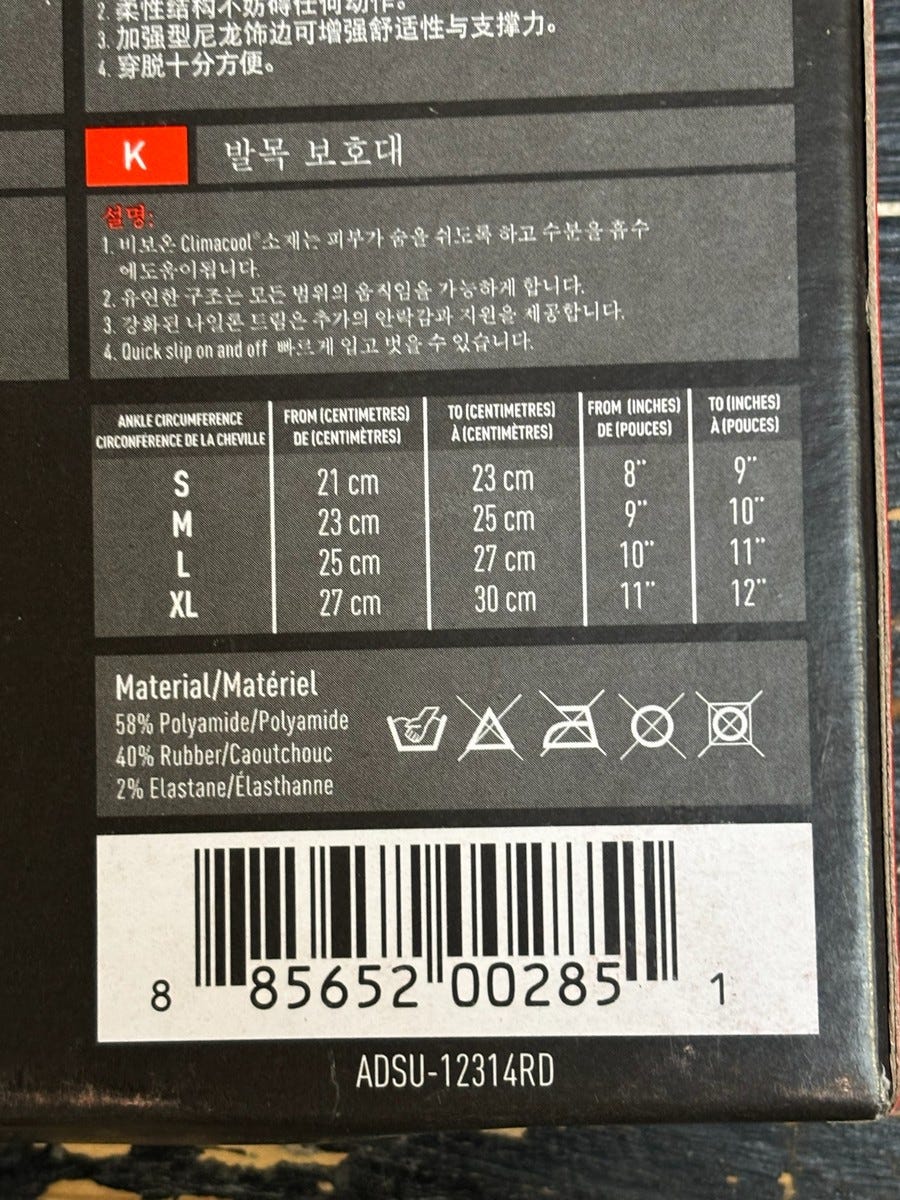 2. 柔性结构不妨碍任何动作。
3. 加强型尼龙饰边可增强舒适性与支撑力。
4. 穿脱十分方便。
K
발목 보호대
설명:
1. 비보온 Climacool® 소재는 피부가 숨을 쉬도록 하고 수분을 흡수
에도움이됩니다.
2. 유연한 구조는 모든 범위의 움직임을 가능하게 합니다.
3. 강화된 나일론 트림은 추가의 안락감과 지원을 제공합니다.
4. Quick slip on and off 빠르게 입고 벗을 수 있습니다.
ANKLE CIRCUMFERENCE FROM (CENTIMETRES) TO (CENTIMETRES) FROM (INCHES) TO (INCHES)
CIRCONFÉRENCE DE LA CHEVILLE DE (CENTIMÈTRES) À (CENTIMÈTRES) DE (POUCES) À (POUCES)
S 21 cm 23 cm 8" 9"
M 23 cm 25 cm 9" 10"
L 25 cm 27 cm 10" 11"
XL 27 cm 30 cm 11" 12"
Material/Matériel
58% Polyamide/Polyamide
40% Rubber/Caoutchouc
2% Elastane/Élasthanne
8 85652 00285 1
ADSU-12314RD